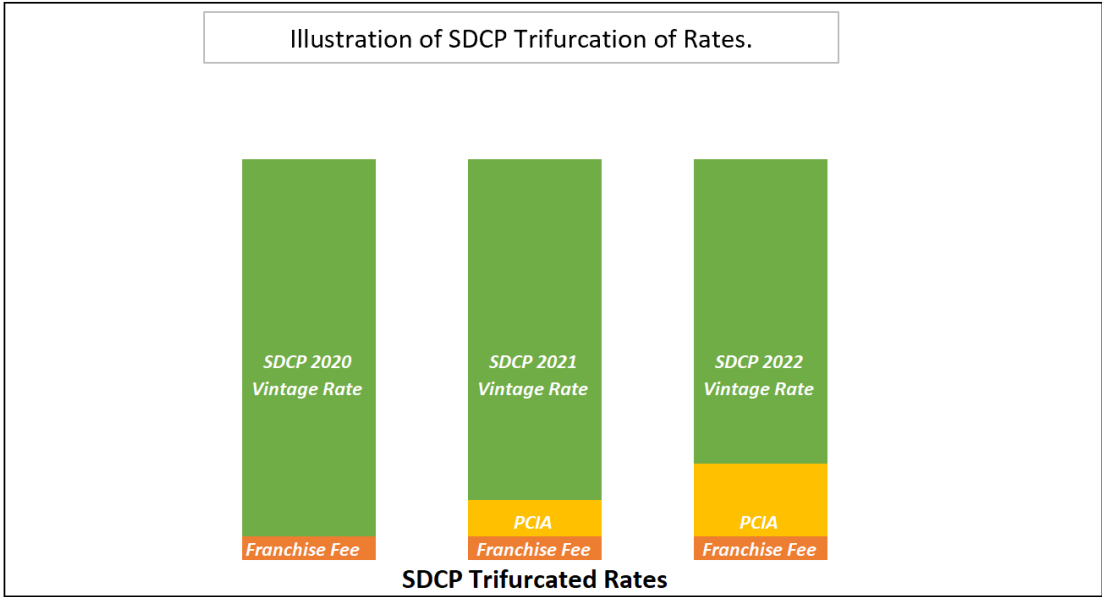 Illustration of SDCP Trifurcation of Rates.
SDCP 2020
Vintage Rate
Franchise Fee
SDCP 2021
Vintage Rate
PCIA
Franchise Fee
SDCP 2022
Vintage Rate
PCIA
Franchise Fee
SDCP Trifurcated Rates